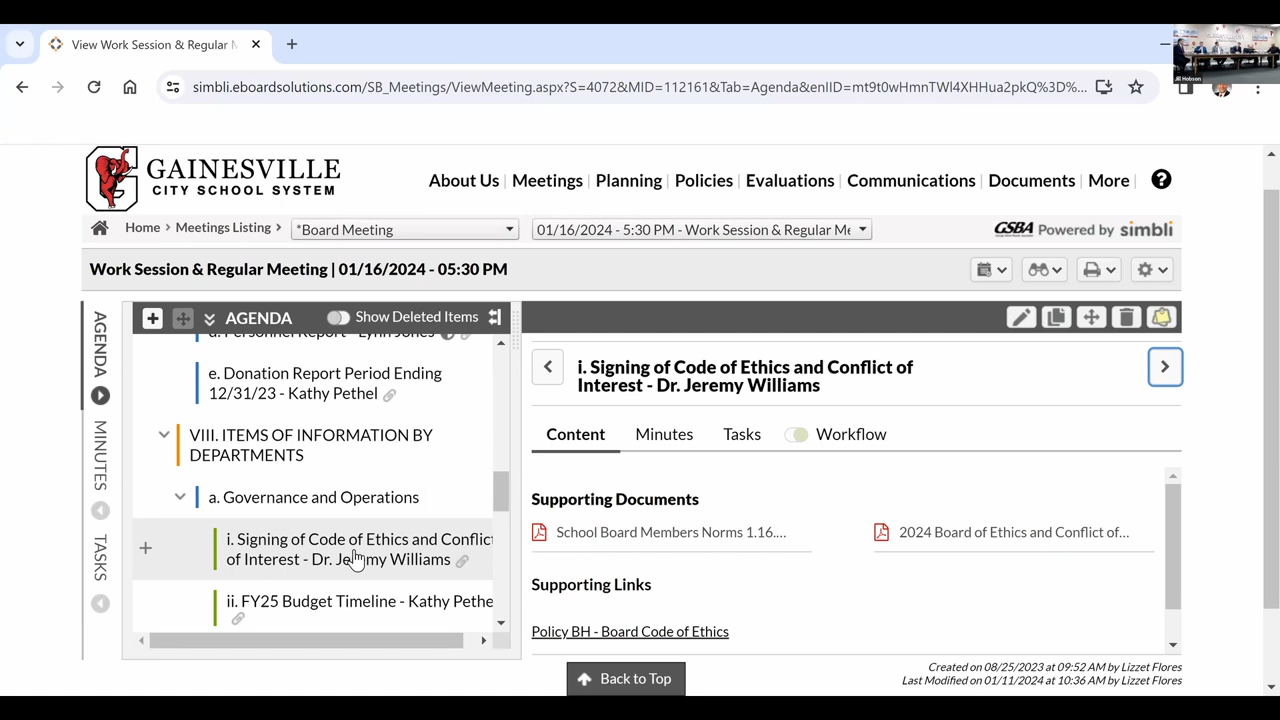 View Work Session & Regular M
simbli.eboardsolutions.com/SB_Meetings/ViewMeeting.aspx?S=4072&MID=112161&Tab=Agenda&enIID=mt9t0wHmnTWl4XHHua2pkQ%3D%...
Jill Hobson
GAINESVILLE
CITY SCHOOL SYSTEM
About Us | Meetings | Planning | Policies | Evaluations | Communications | Documents | More |
Home > Meetings Listing >
*Board Meeting
01/16/2024 - 5:30 PM - Work Session & Regular Me
GSBA Powered by simbli
Work Session & Regular Meeting | 01/16/2024 - 05:30 PM
AGENDA
MINUTES
TASKS
AGENDA
Show Deleted Items
d. Personnel Report - Lynn Jones
e. Donation Report Period Ending
12/31/23 - Kathy Pethel
VIII. ITEMS OF INFORMATION BY
DEPARTMENTS
a. Governance and Operations
i. Signing of Code of Ethics and Conflict
of Interest - Dr. Jeremy Williams
ii. FY25 Budget Timeline - Kathy Pethe
i. Signing of Code of Ethics and Conflict of
Interest - Dr. Jeremy Williams
Content
Minutes
Tasks
Workflow
Supporting Documents
School Board Members Norms 1.16....
2024 Board of Ethics and Conflict of...
Supporting Links
Policy BH - Board Code of Ethics
Created on 08/25/2023 at 09:52 AM by Lizzet Flores
Last Modified on 01/11/2024 at 10:36 AM by Lizzet Flores
Back to Top